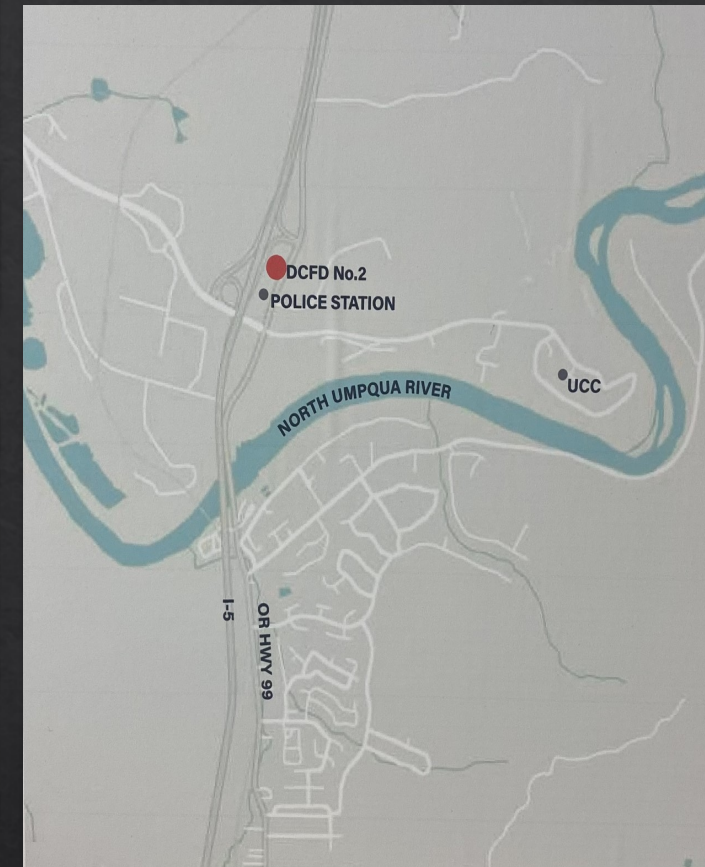 DCFD No.2
POLICE STATION
UCC
NORTH UMPQUA RIVER
I-5
OR HWY 99